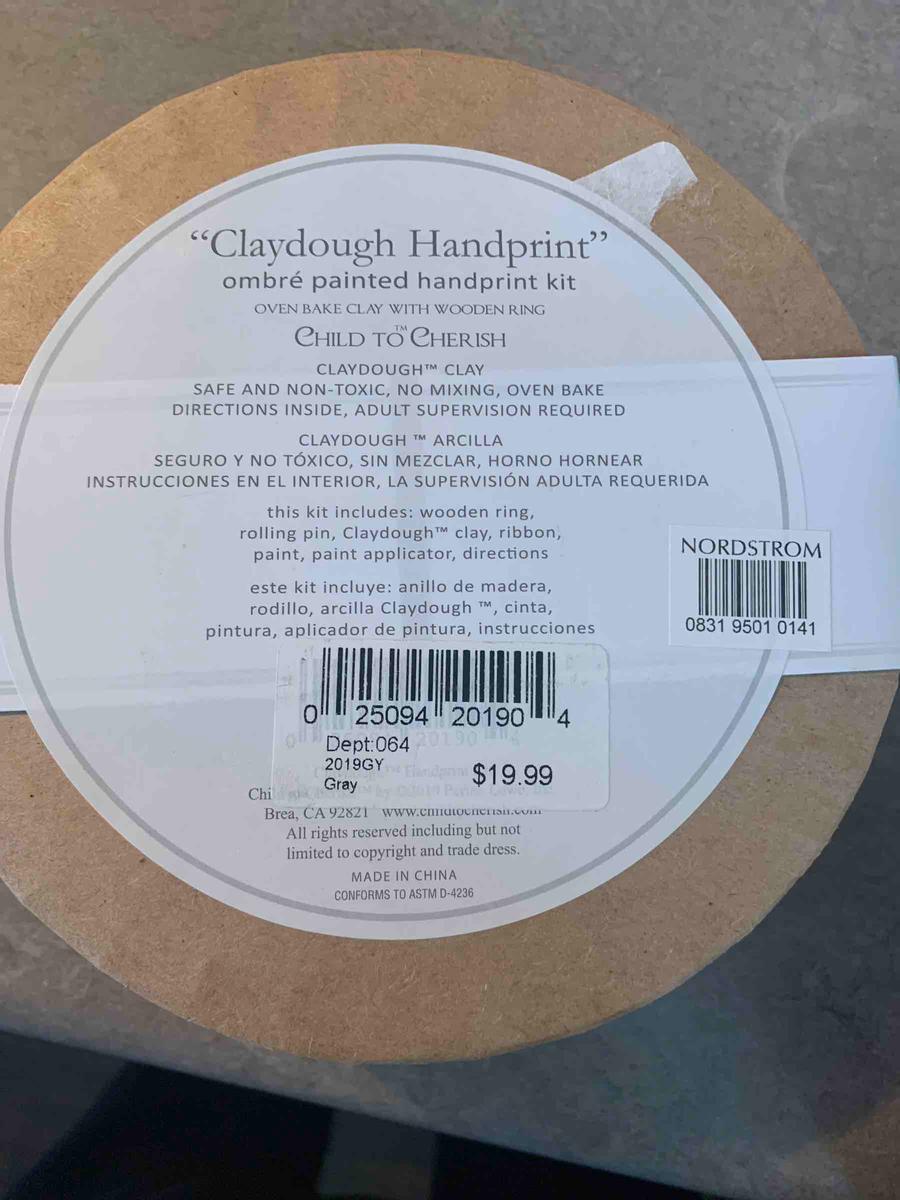 “Claydough Handprint”
ombré painted handprint kit
OVEN BAKE CLAY WITH WOODEN RING
CHILD TO™ CHERISH
CLAYDOUGH™ CLAY
SAFE AND NON-TOXIC, NO MIXING, OVEN BAKE
DIRECTIONS INSIDE, ADULT SUPERVISION REQUIRED
CLAYDOUGH ™ ARCILLA
SEGURO Y NO TÓXICO, SIN MEZCLAR, HORNO HORNEAR
INSTRUCCIONES EN EL INTERIOR, LA SUPERVISIÓN ADULTA REQUERIDA
this kit includes: wooden ring,
rolling pin, Claydough™ clay, ribbon,
paint, paint applicator, directions
este kit incluye: anillo de madera,
rodillo, arcilla Claydough ™, cinta,
pintura, aplicador de pintura, instrucciones
NORDSTROM
0831 9501 0141
0 25094 20190 4
Dept:064
2019GY
Gray
$19.99
Brea, CA 92821 www.childtocherish.com
All rights reserved including but not
limited to copyright and trade dress.
MADE IN CHINA
CONFORMS TO ASTM D-4236